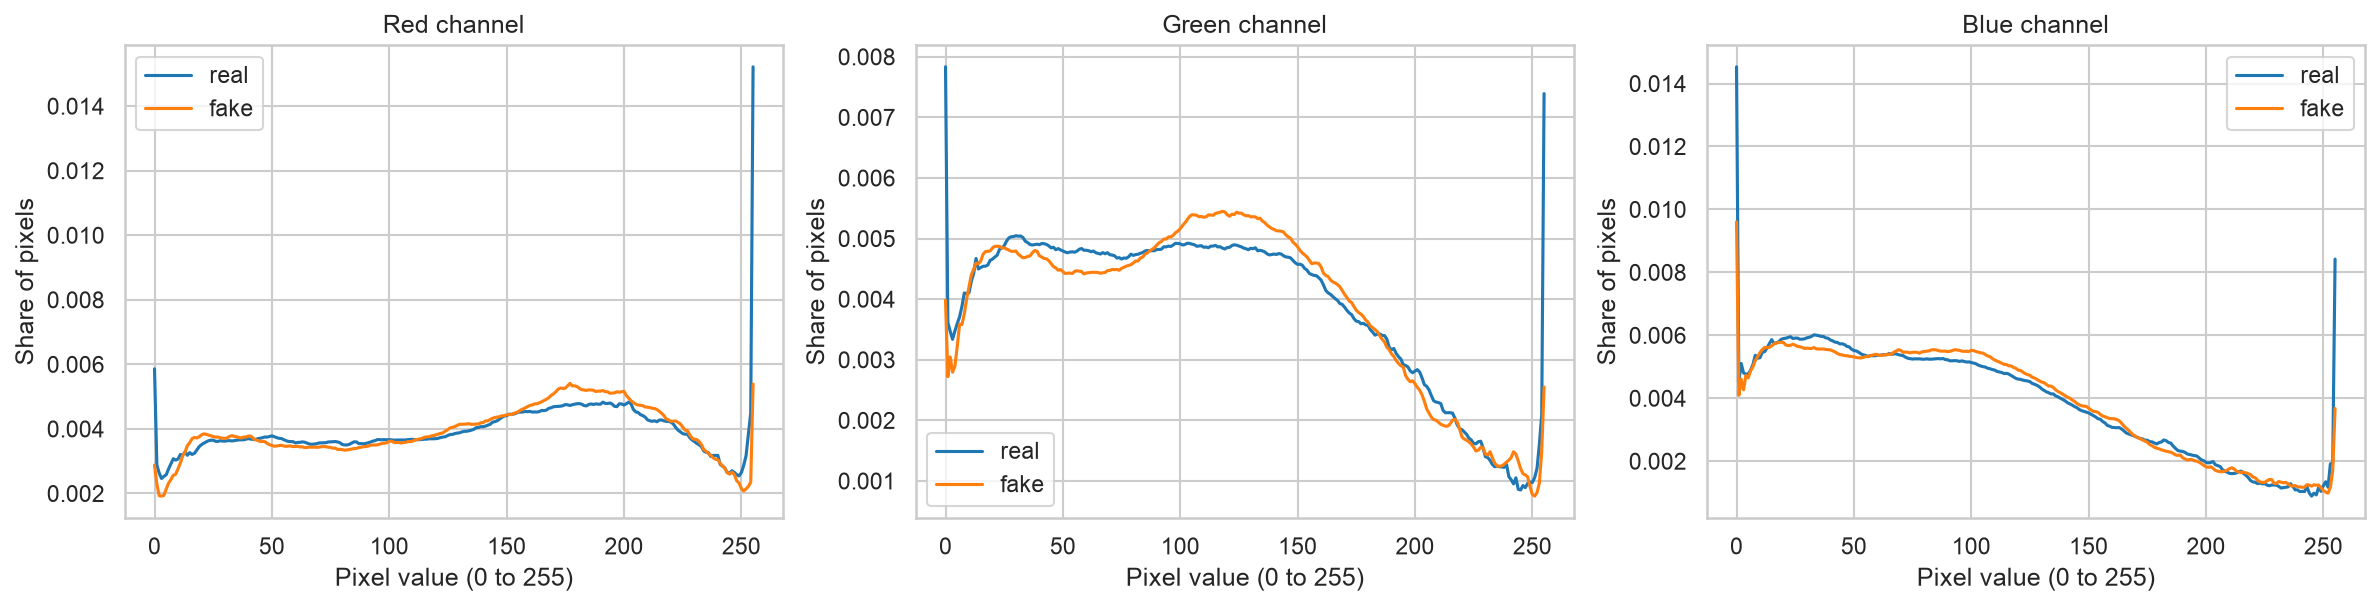 Red channel
real
fake
0.014
0.012
0.010
0.008
0.006
0.004
0.002
Share of pixels
0 50 100 150 200 250
Pixel value (0 to 255)
Green channel
0.008
0.007
0.006
0.005
0.004
0.003
0.002
0.001
real
fake
Share of pixels
0 50 100 150 200 250
Pixel value (0 to 255)
Blue channel
real
fake
0.014
0.012
0.010
0.008
0.006
0.004
0.002
Share of pixels
0 50 100 150 200 250
Pixel value (0 to 255)